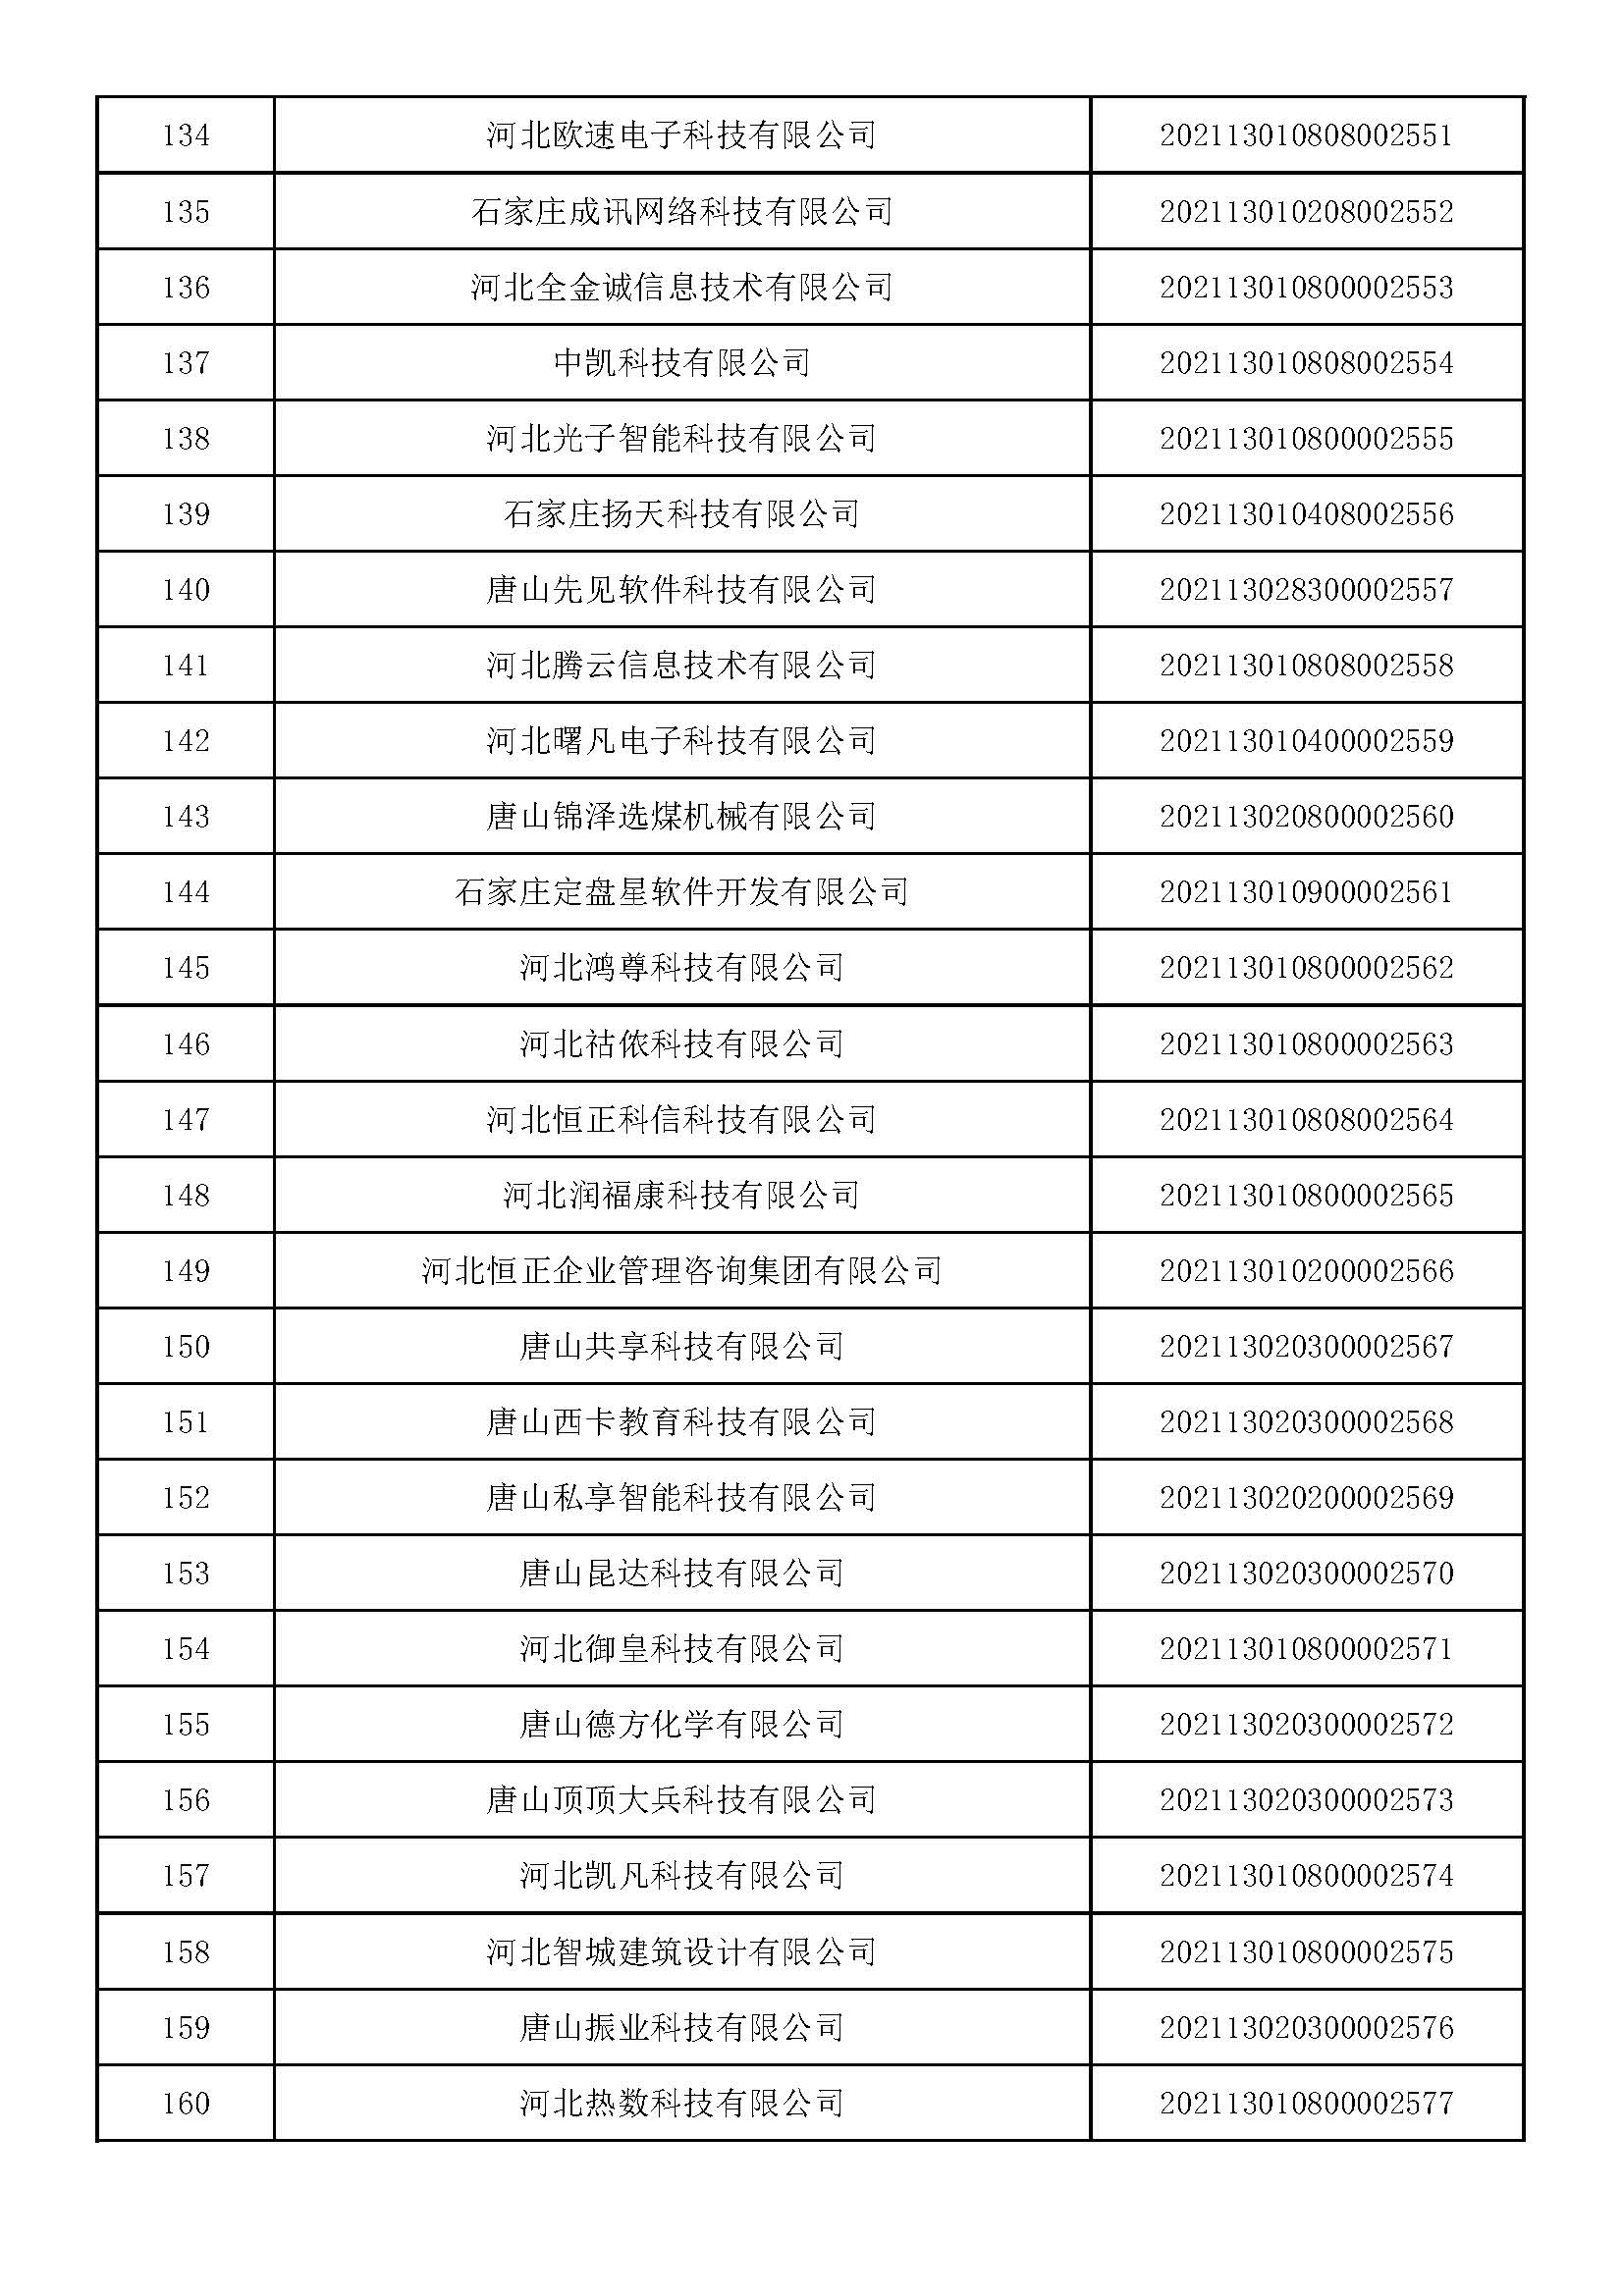 134 河北欧速电子科技有限公司 202113010808002551
135 石家庄成讯网络科技有限公司 202113010208002552
136 河北全金诚信息技术有限公司 202113010800002553
137 中凯科技有限公司 202113010808002554
138 河北光子智能科技有限公司 202113010800002555
139 石家庄扬天科技有限公司 202113010408002556
140 唐山先见软件科技有限公司 202113028300002557
141 河北腾云信息技术有限公司 202113010808002558
142 河北曙凡电子科技有限公司 202113010400002559
143 唐山锦泽选煤机械有限公司 202113020800002560
144 石家庄定盘星软件开发有限公司 202113010900002561
145 河北鸿尊科技有限公司 202113010800002562
146 河北祜侬科技有限公司 202113010800002563
147 河北恒正科信科技有限公司 202113010808002564
148 河北润福康科技有限公司 202113010800002565
149 河北恒正企业管理咨询集团有限公司 202113010200002566
150 唐山共享科技有限公司 202113020300002567
151 唐山西卡教育科技有限公司 202113020300002568
152 唐山私享智能科技有限公司 202113020200002569
153 唐山昆达科技有限公司 202113020300002570
154 河北御皇科技有限公司 202113010800002571
155 唐山德方化学有限公司 202113020300002572
156 唐山顶顶大兵科技有限公司 202113020300002573
157 河北凯凡科技有限公司 202113010800002574
158 河北智城建筑设计有限公司 202113010800002575
159 唐山振业科技有限公司 202113020300002576
160 河北热数科技有限公司 202113010800002577